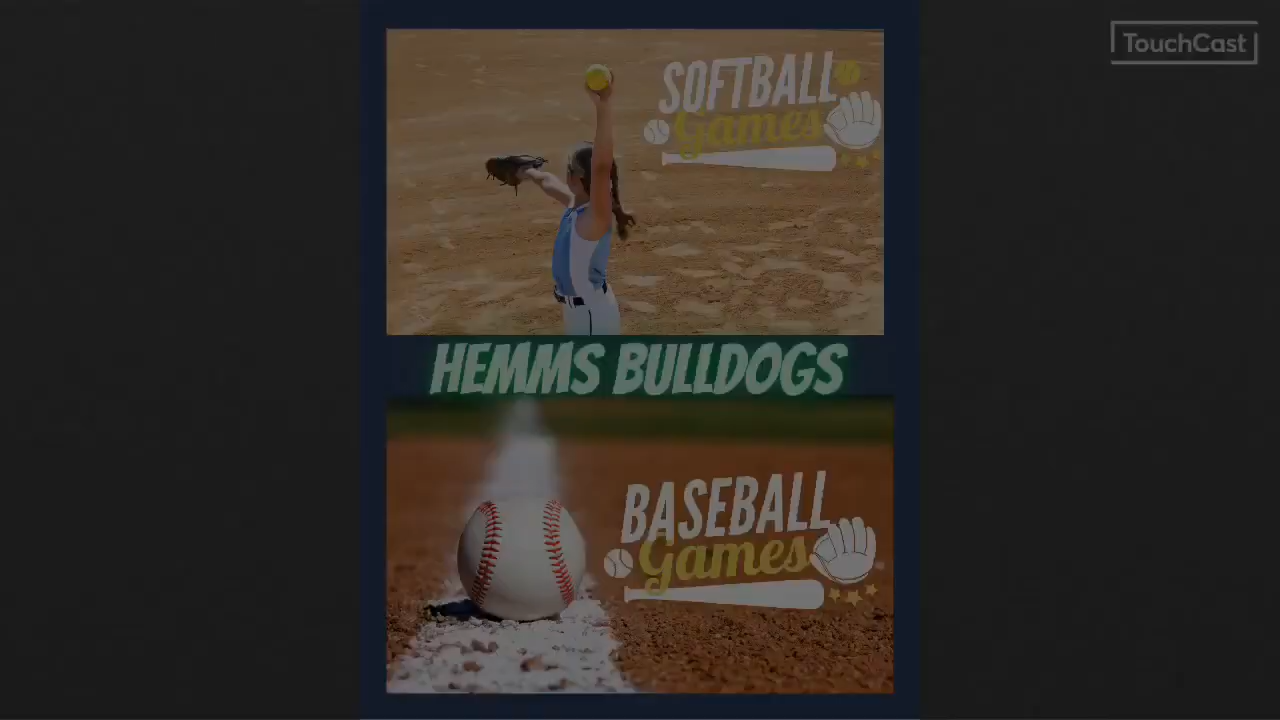 TouchCast
SOFTBALL
Games
HEMMS BULLDOGS
BASEBALL
Games